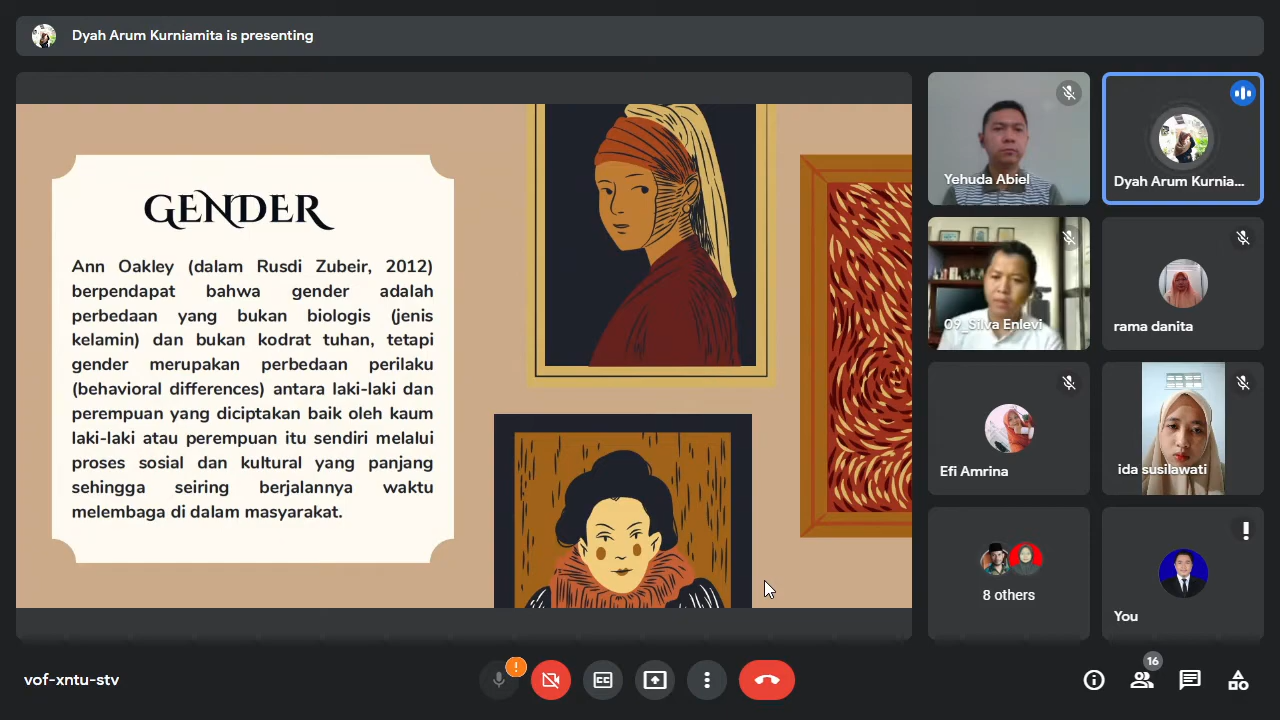 Dyah Arum Kurniamita is presenting
GENDER
Ann Oakley (dalam Rusdi Zubeir, 2012)
berpendapat bahwa gender adalah
perbedaan yang bukan biologis (jenis
kelamin) dan bukan kodrat tuhan, tetapi
gender merupakan perbedaan perilaku
(behavioral differences) antara laki-laki dan
perempuan yang diciptakan baik oleh kaum
laki-laki atau perempuan itu sendiri melalui
proses sosial dan kultural yang panjang
sehingga seiring berjalannya waktu
melembaga di dalam masyarakat.
Yehuda Abiel
Dyah Arum Kurnia...
09_Silva Enlevi
rama danita
Efi Amrina
ida susilawati
8 others
You
vof-xntu-stv
!
CC
16